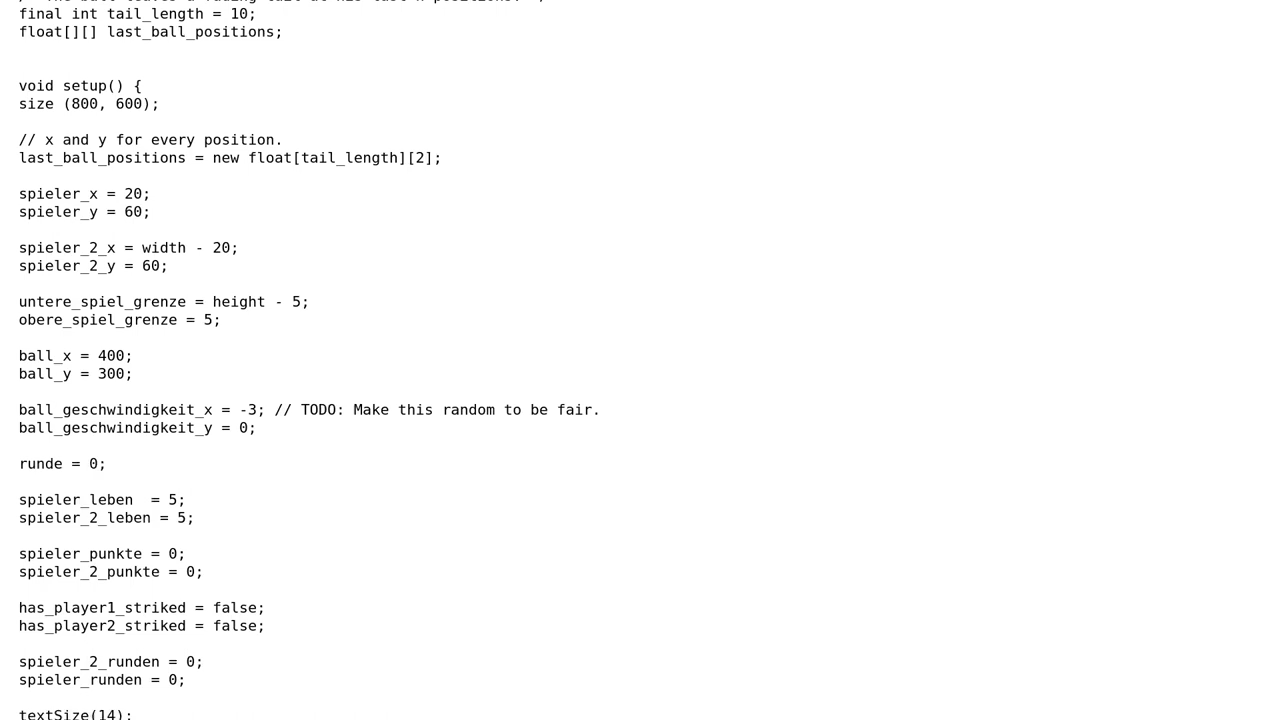 final int tail_length = 10;
float[][] last_ball_positions;
void setup() {
size (800, 600);
// x and y for every position.
last_ball_positions = new float[tail_length][2];
spieler_x = 20;
spieler_y = 60;
spieler_2_x = width - 20;
spieler_2_y = 60;
untere_spiel_grenze = height - 5;
obere_spiel_grenze = 5;
ball_x = 400;
ball_y = 300;
ball_geschwindigkeit_x = -3; // TODO: Make this random to be fair.
ball_geschwindigkeit_y = 0;
runde = 0;
spieler_leben  = 5;
spieler_2_leben = 5;
spieler_punkte = 0;
spieler_2_punkte = 0;
has_player1_striked = false;
has_player2_striked = false;
spieler_2_runden = 0;
spieler_runden = 0;
textSize(14);